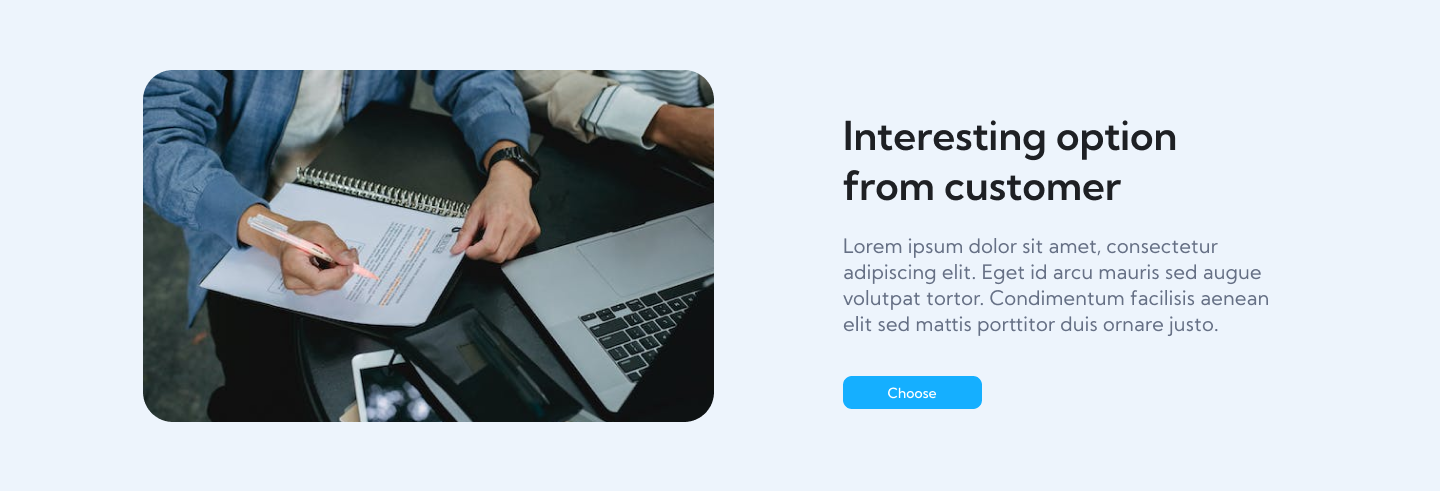 Interesting option
from customer
Lorem ipsum dolor sit amet, consectetur
adipiscing elit. Eget id arcu mauris sed augue
volutpat tortor. Condimentum facilisis aenean
elit sed mattis porttitor duis ornare justo.
Choose